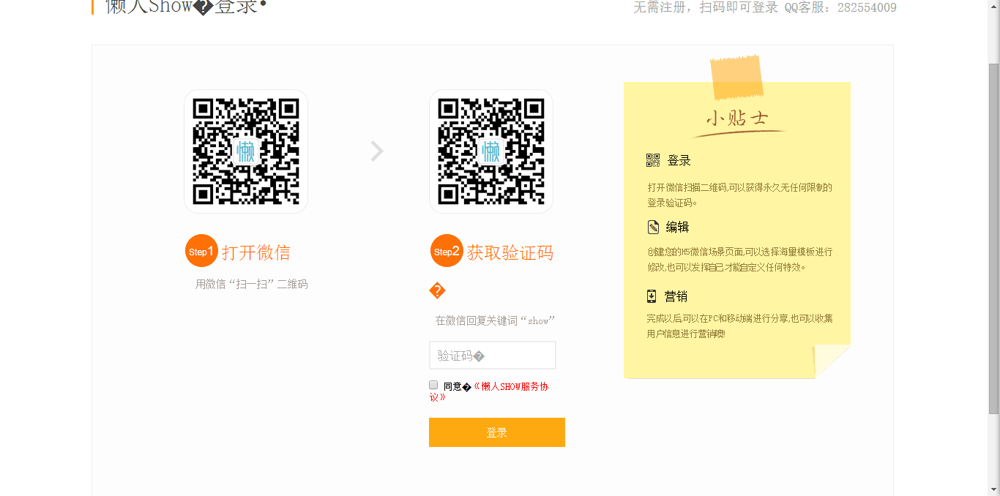 懒人Show�登录•
无需注册，扫码即可登录 QQ客服：282554009
懒
Step1 打开微信
用微信“扫一扫”二维码
懒
Step2 获取验证码
�
在微信回复关键词“show”
验证码�
同意�《懒人SHOW服务协
议》
登录
小贴士
登录
打开微信扫描二维码,可以获得永久无任何限制的
登录验证码。
编辑
创建您的H5微信场景页面,可以选择海量模板进行
修改,也可以发挥自己才能自定义任何特效。
营销
完成以后,可以在PC和移动端进行分享,也可以收集
用户信息进行营销噢!